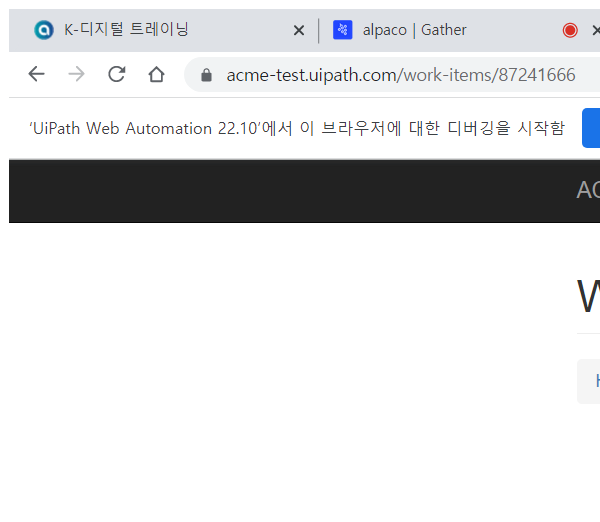 K-디지털 트레이닝
alpaco | Gather
acme-test.uipath.com/work-items/87241666
'UiPath Web Automation 22.10'에서 이 브라우저에 대한 디버깅을 시작함
AC
W